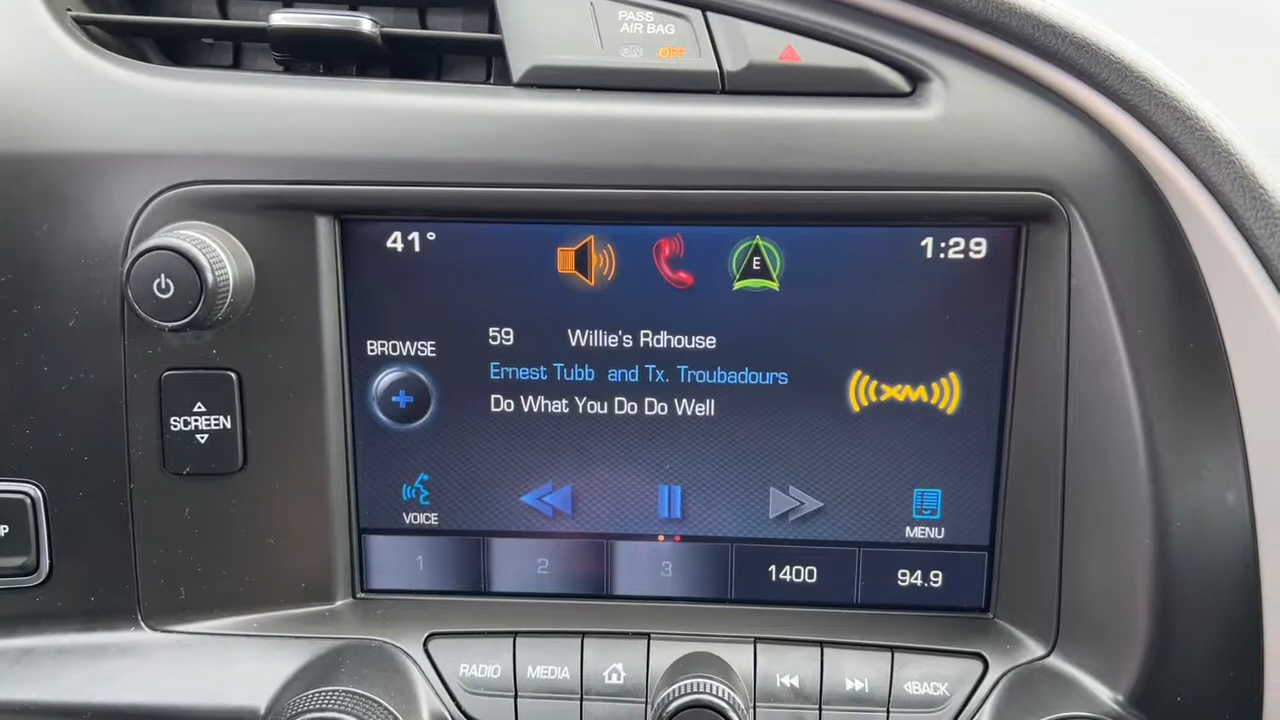 PASS
AIR BAG
ON OFF
41°
E
1:29
59 Willie's Rdhouse
BROWSE
Ernest Tubb and Tx. Troubadours
Do What You Do Do Well
XM
SCREEN
VOICE
MENU
1 2 3 1400 94.9
RADIO MEDIA BACK